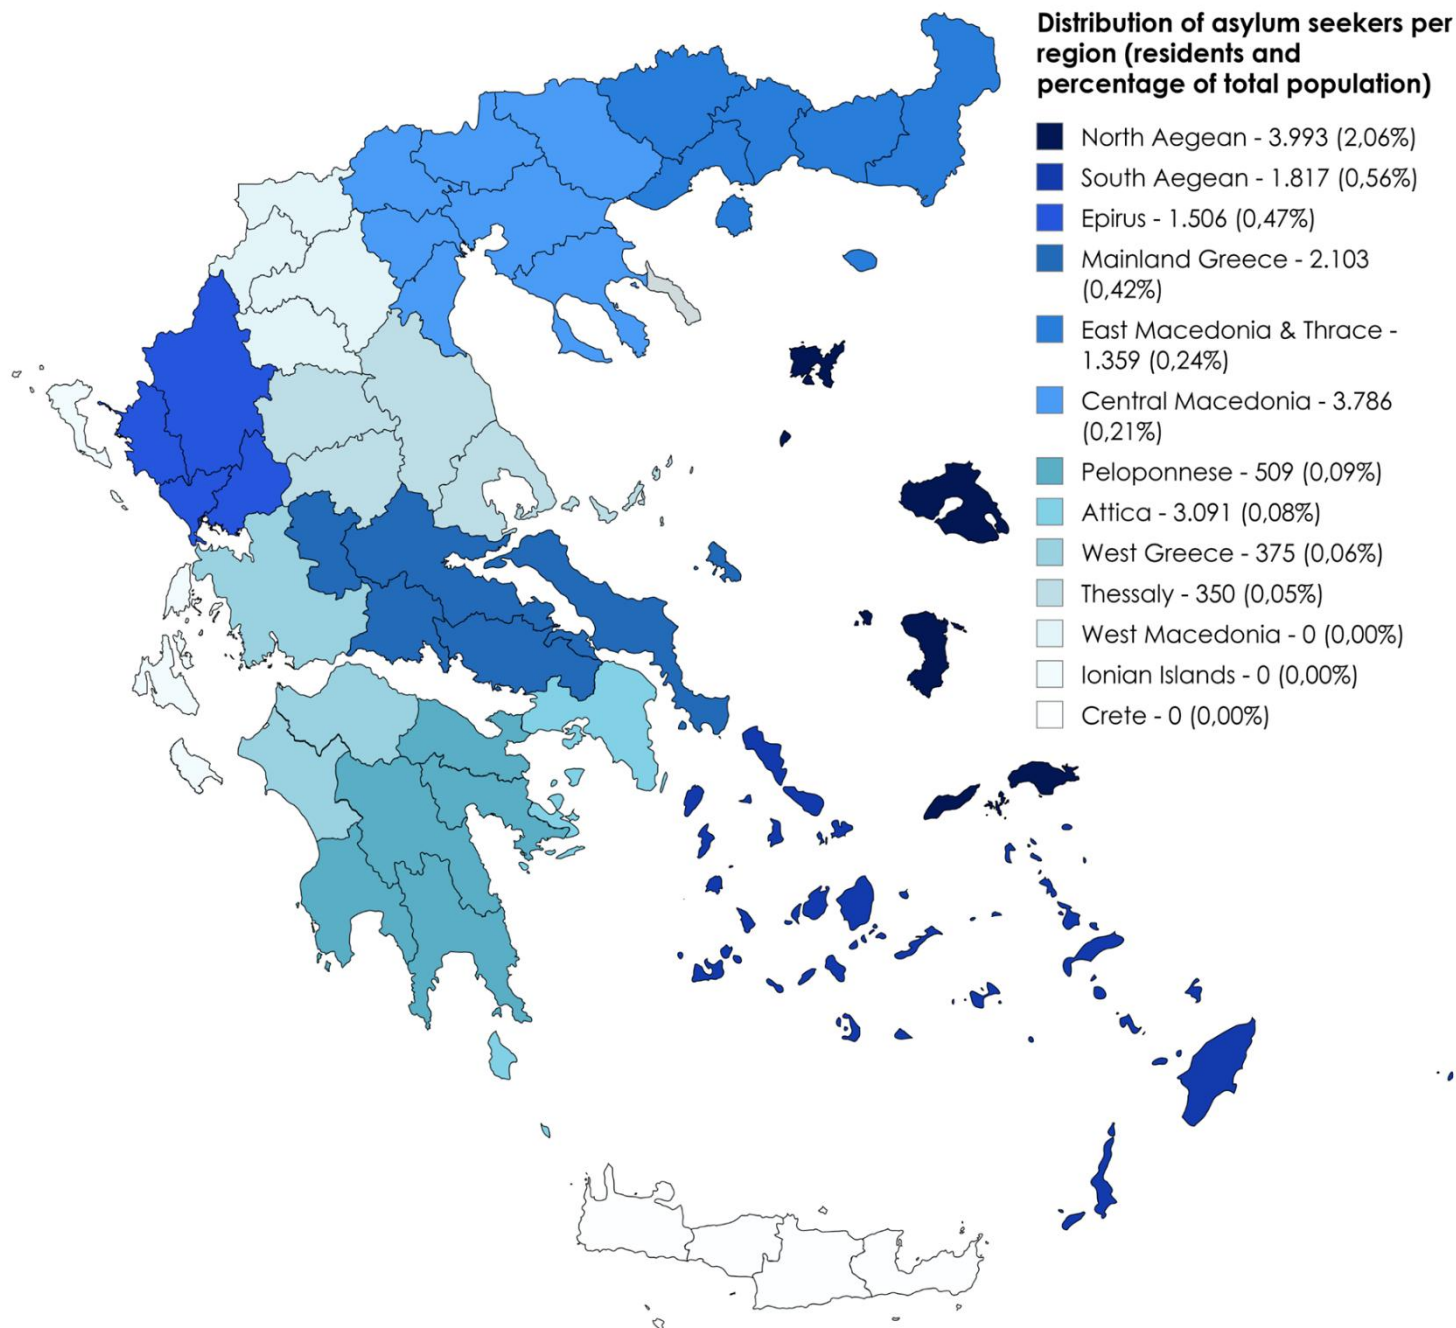 Distribution of asylum seekers per
region (residents and
percentage of total population)
North Aegean - 3.993 (2,06%)
South Aegean - 1.817 (0,56%)
Epirus - 1.506 (0,47%)
Mainland Greece - 2.103
(0,42%)
East Macedonia & Thrace -
1.359 (0,24%)
Central Macedonia - 3.786
(0,21%)
Peloponnese - 509 (0,09%)
Attica - 3.091 (0,08%)
West Greece - 375 (0,06%)
Thessaly - 350 (0,05%)
West Macedonia - 0 (0,00%)
Ionian Islands - 0 (0,00%)
Crete - 0 (0,00%)